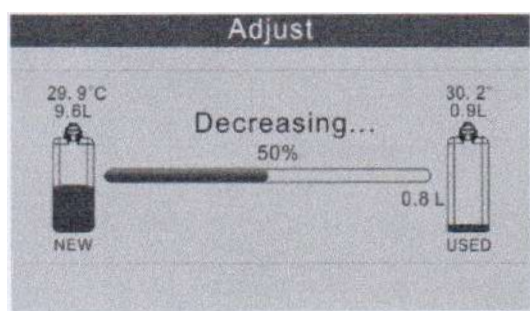 Adjust
29.9°C
9.6L
30.2°
0.9L
Decreasing...
50%
0.8 L
NEW
USED